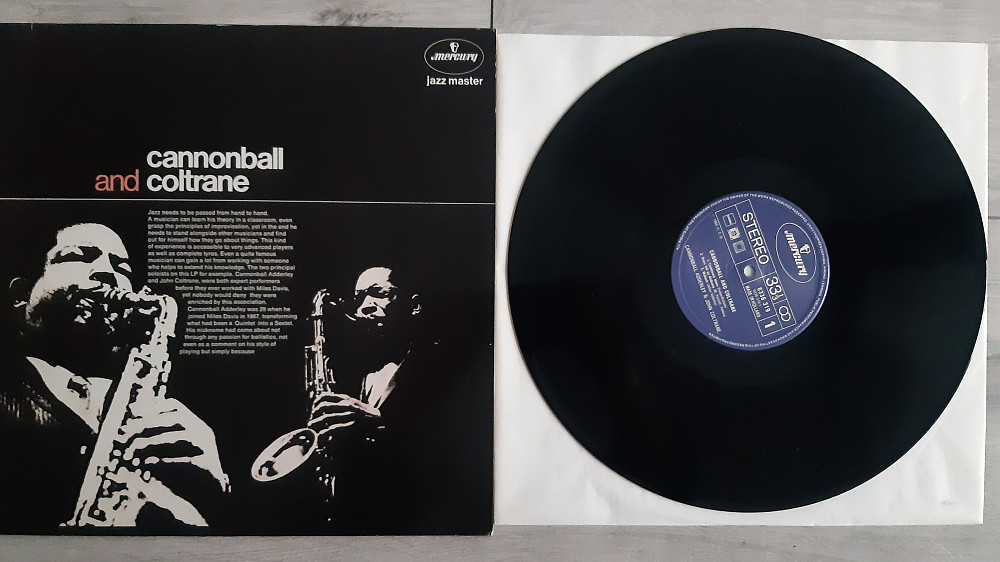 mercury
jazz master
cannonball
and coltrane
Jazz needs to be passed from hand to hand.
A musician can learn his theory in a classroom, even
grasp the principles of improvisation, yet in the end he
needs to stand alongside other musicians and find
out for himself how they go about things. This kind
of experience is accessible to very advanced players
as well as complete tyros. Even a quite famous
musician can gain a lot from working with someone
who helps to extend his knowledge. The two principal
soloists on this LP for example, Cannonball Adderley
and John Coltrane, were both expert performers
before they ever worked with Miles Davis,
yet nobody would deny they were
enriched by this association.
Cannonball Adderley was 29 when he
joined Miles Davis in 1957, transforming
what had been a Quintet into a Sextet.
His nickname had come about not
through any passion for ballistics, not
even as a comment on his style of
playing but simply because
mercury
STEREO
33⅓
6336 319
MADE IN HOLLAND
1
CANNONBALL AND COLTRANE
CANNONBALL ADDERLEY & JOHN COLTRANE